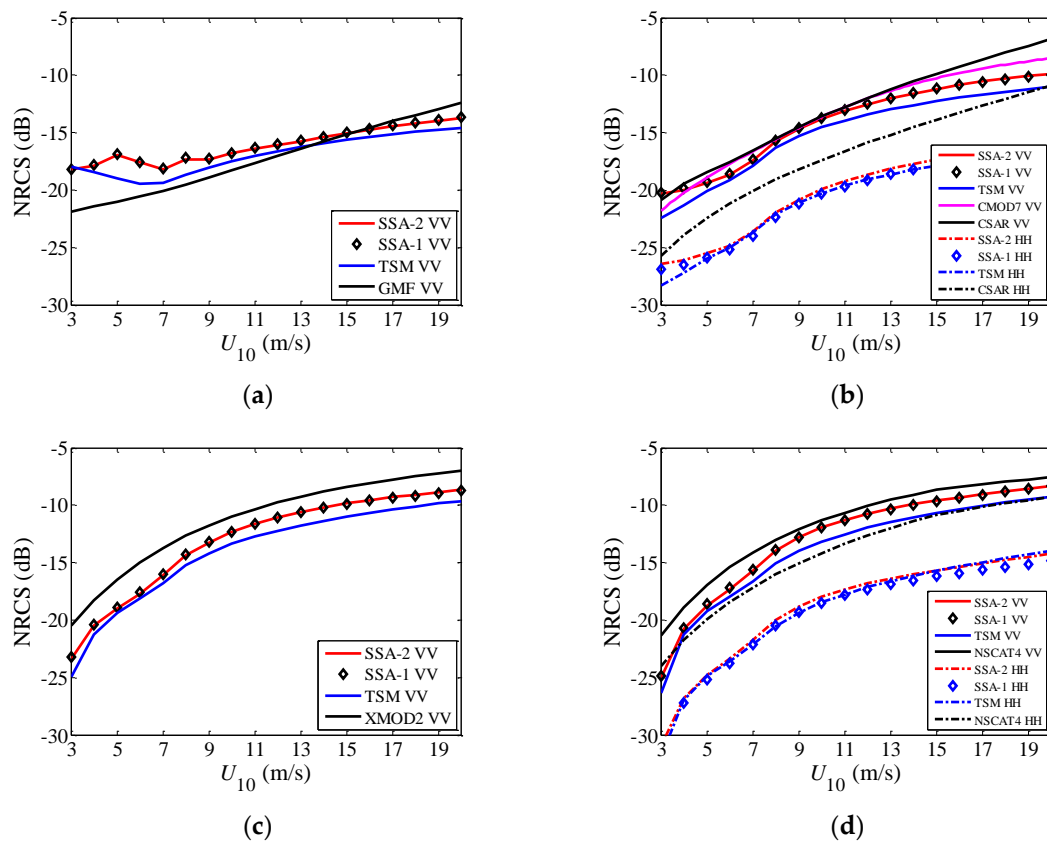 -5
-10
-15
-20
-25
-30
NRCS (dB)
3 5 7 9 11 13 15 17 19
U10 (m/s)
SSA-2 VV
SSA-1 VV
TSM VV
GMF VV
(a)
-5
-10
-15
-20
-25
-30
NRCS (dB)
3 5 7 9 11 13 15 17 19
U10 (m/s)
SSA-2 VV
SSA-1 VV
TSM VV
CMOD7 VV
CSAR VV
SSA-2 HH
SSA-1 HH
TSM HH
CSAR HH
(b)
-5
-10
-15
-20
-25
-30
NRCS (dB)
3 5 7 9 11 13 15 17 19
U10 (m/s)
SSA-2 VV
SSA-1 VV
TSM VV
XMOD2 VV
(c)
-5
-10
-15
-20
-25
-30
NRCS (dB)
3 5 7 9 11 13 15 17 19
U10 (m/s)
SSA-2 VV
SSA-1 VV
TSM VV
NSCAT4 VV
SSA-2 HH
SSA-1 HH
TSM HH
NSCAT4 HH
(d)